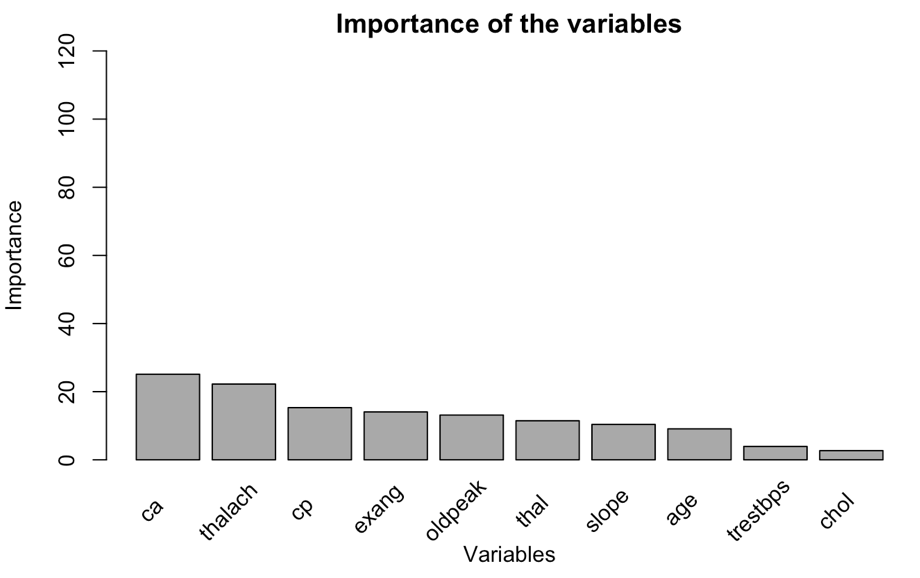 Importance of the variables
120
100
80
60
40
20
0
Importance
ca
thalach
cp
exang
oldpeak
thal
slope
age
trestbps
chol
Variables